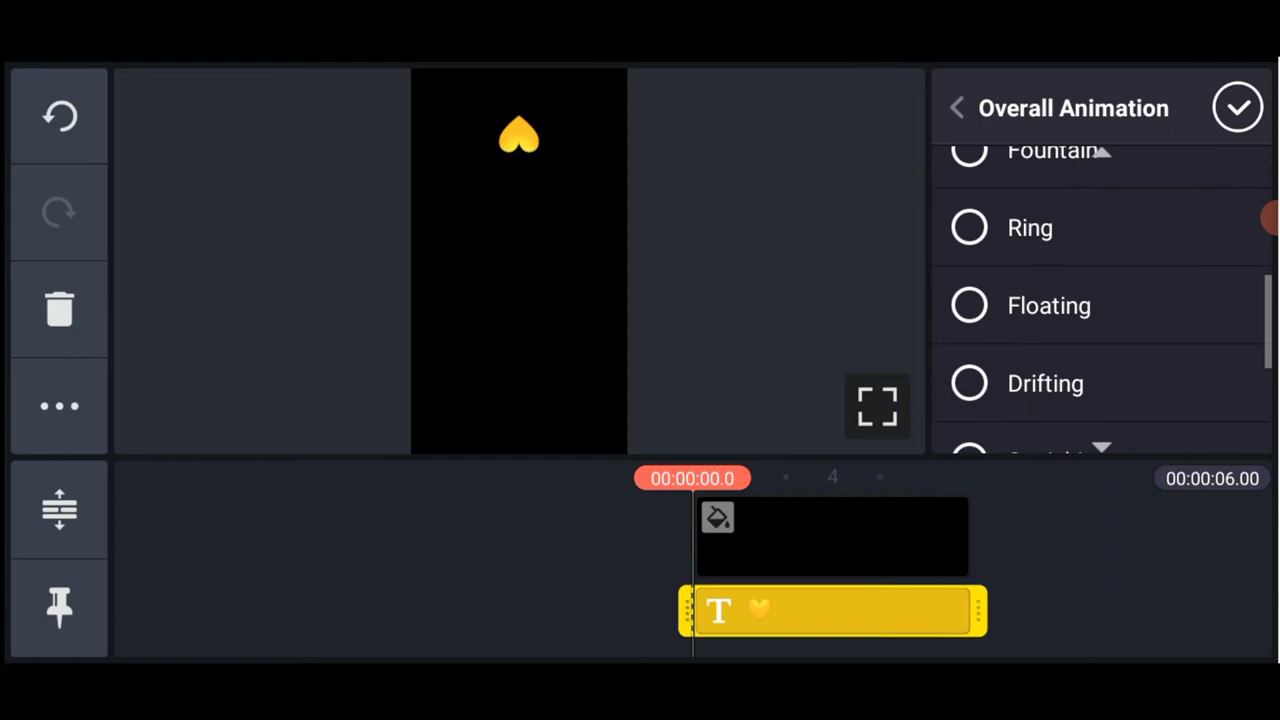 Overall Animation
Fountain
Ring
Floating
Drifting
00:00:00.0
4
00:00:06.00
T